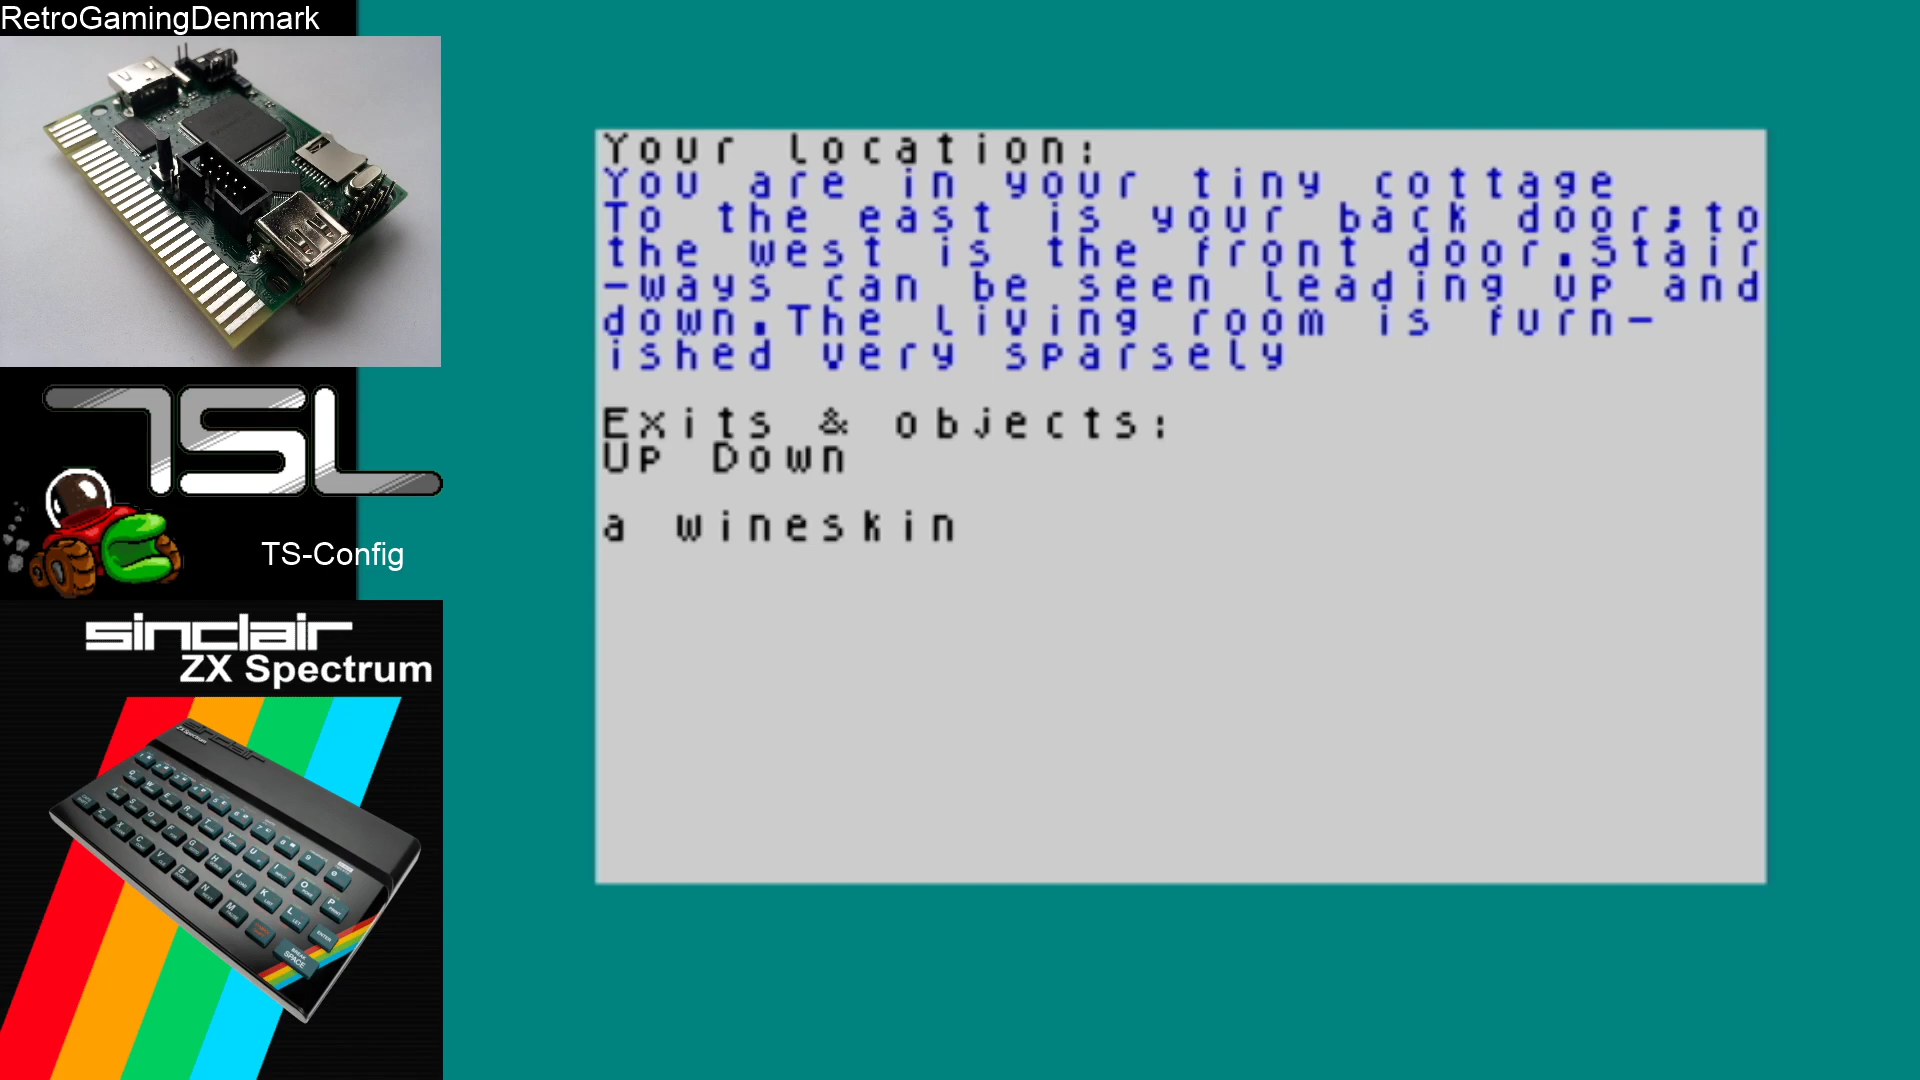 RetroGamingDenmark
TSL
TS-Config
sinclair
ZX Spectrum
Your location:
You are in your tiny cottage
To the east is your back door;to
the west is the front door.Stair
-ways can be seen leading up and
down.The living room is furn-
ished very sparsely
Exits & objects:
Up Down
a wineskin